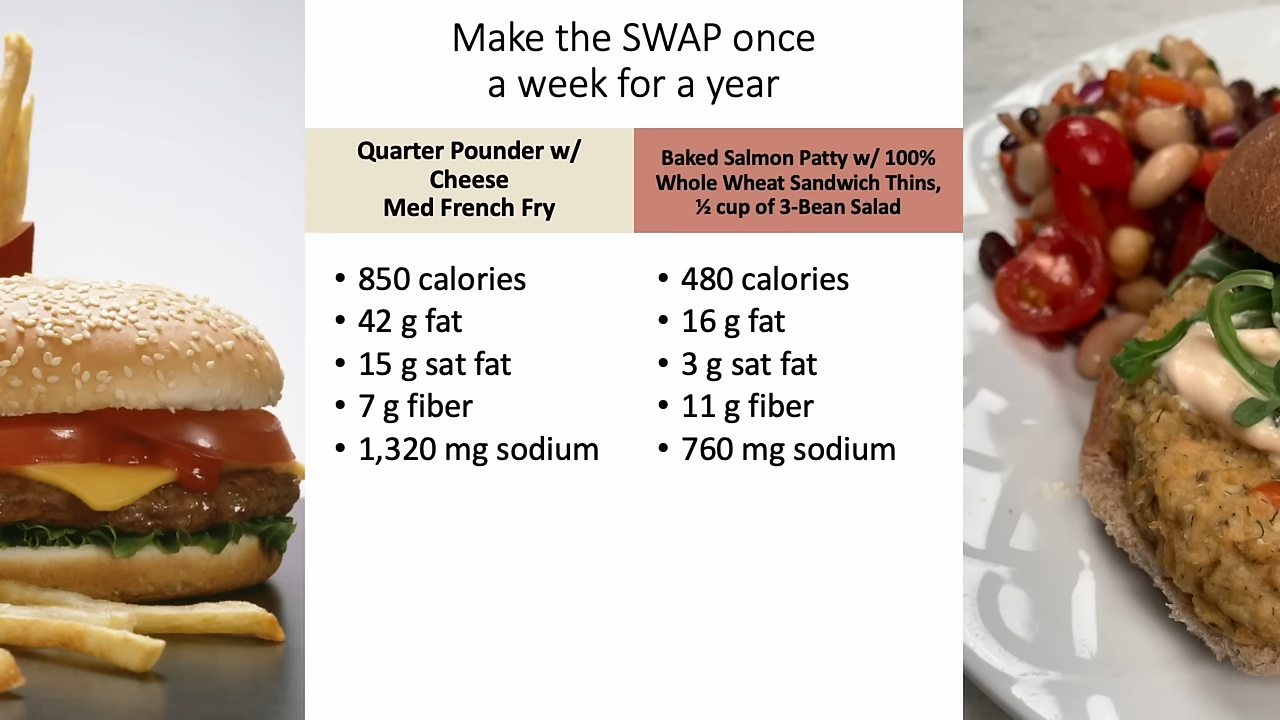 Make the SWAP once
a week for a year
Quarter Pounder w/
Cheese
Med French Fry
Baked Salmon Patty w/ 100%
Whole Wheat Sandwich Thins,
½ cup of 3-Bean Salad
• 850 calories
• 42 g fat
• 15 g sat fat
• 7 g fiber
• 1,320 mg sodium
• 480 calories
• 16 g fat
• 3 g sat fat
• 11 g fiber
• 760 mg sodium